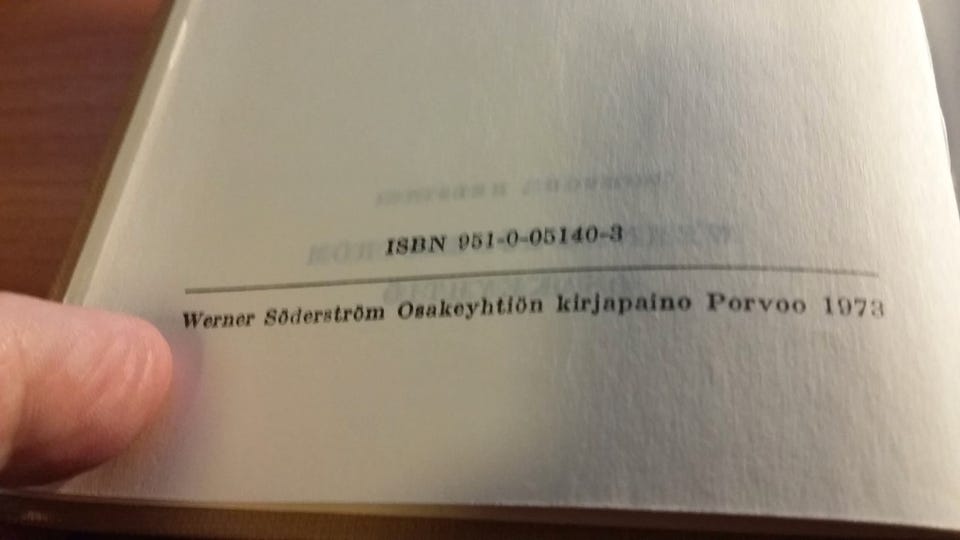 ISBN 951-0-05140-3
Werner Söderström Osakeyhtiön kirjapaino Porvoo 1973